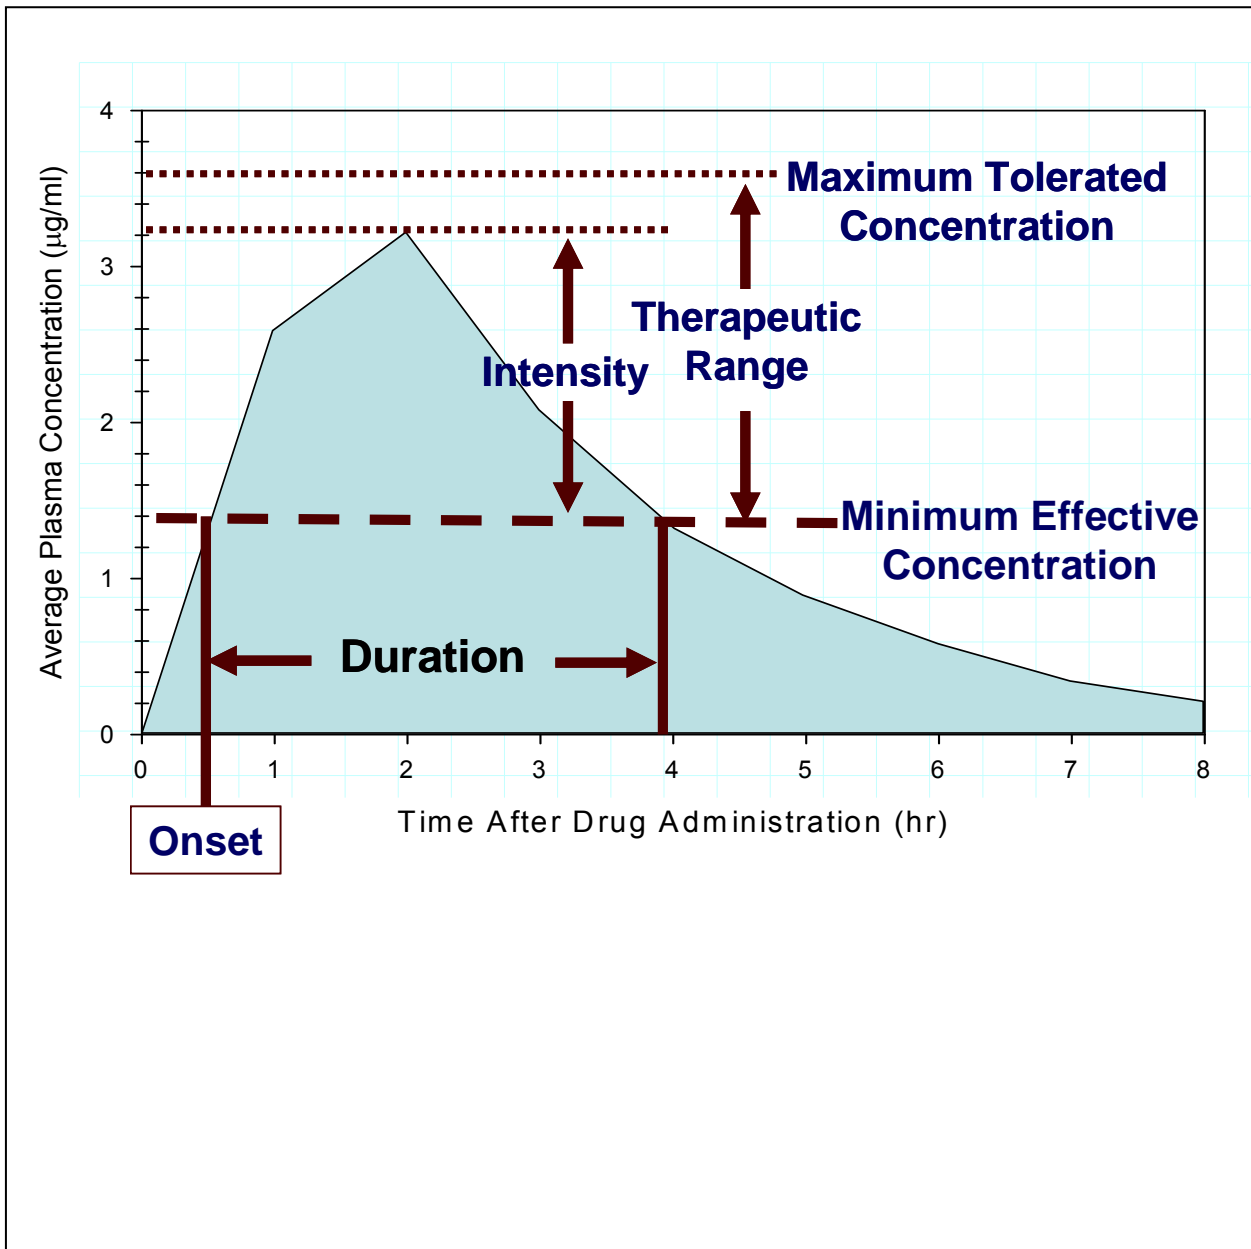 4
3
2
1
0
Average Plasma Concentration (µg/ml)
Maximum Tolerated
Concentration
Therapeutic
Range
Intensity
Minimum Effective
Concentration
Duration
0 1 2 3 4 5 6 7 8
Time After Drug Administration (hr)
Onset